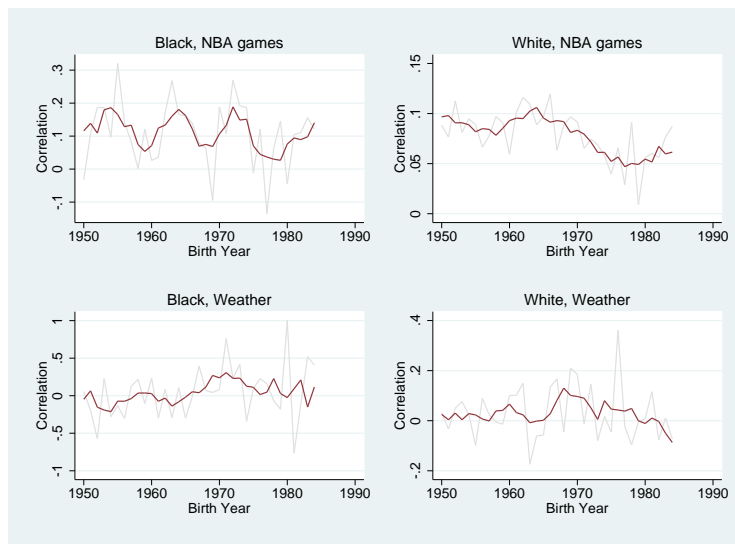 Black, NBA games
Correlation
.3
.2
.1
0
-.1
1950 1960 1970 1980 1990
Birth Year
White, NBA games
Correlation
.15
.1
.05
0
1950 1960 1970 1980 1990
Birth Year
Black, Weather
Correlation
1
.5
0
-.5
-1
1950 1960 1970 1980 1990
Birth Year
White, Weather
Correlation
.4
.2
0
-.2
1950 1960 1970 1980 1990
Birth Year